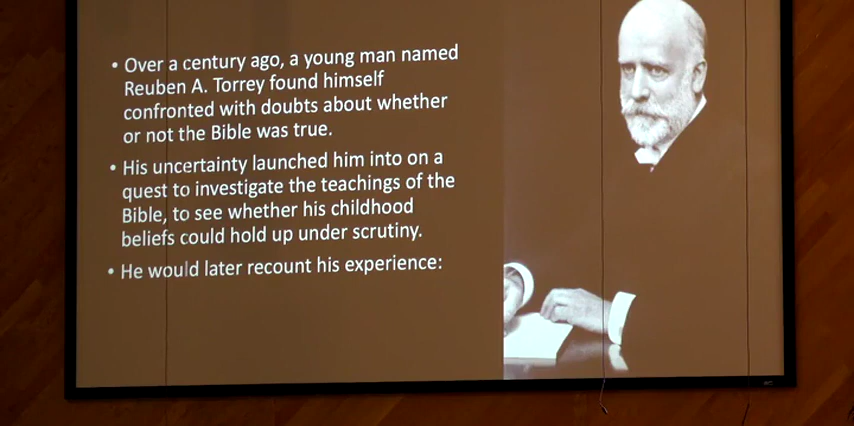 • Over a century ago, a young man named
Reuben A. Torrey found himself
confronted with doubts about whether
or not the Bible was true.
• His uncertainty launched him into on a
quest to investigate the teachings of the
Bible, to see whether his childhood
beliefs could hold up under scrutiny.
• He would later recount his experience: